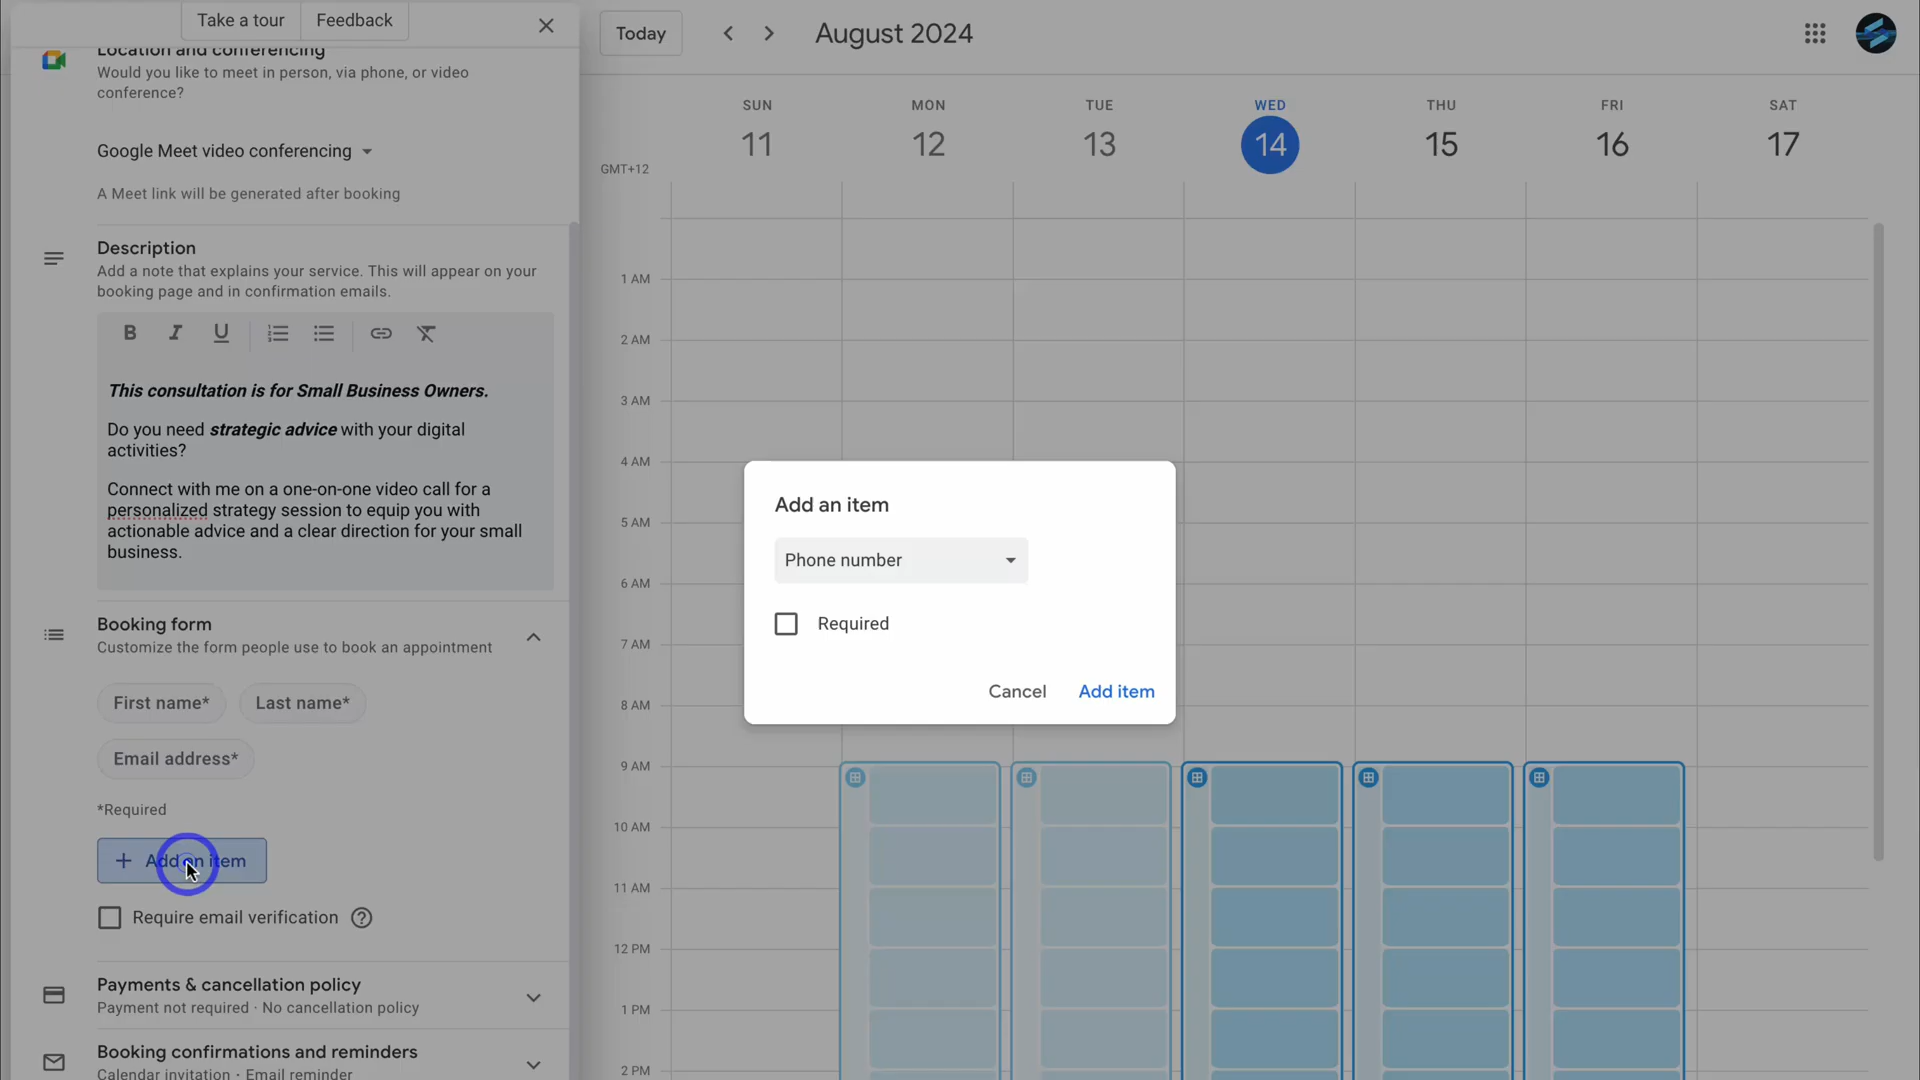 Take a tour
Feedback
Location and conferencing
Would you like to meet in person, via phone, or video
conference?
Google Meet video conferencing
A Meet link will be generated after booking
Description
Add a note that explains your service. This will appear on your
booking page and in confirmation emails.
B I U
This consultation is for Small Business Owners.
Do you need strategic advice with your digital
activities?
Connect with me on a one-on-one video call for a
personalized strategy session to equip you with
actionable advice and a clear direction for your small
business.
Booking form
Customize the form people use to book an appointment
First name*
Last name*
Email address*
*Required
+ Add an item
Require email verification ?
Payments & cancellation policy
Payment not required · No cancellation policy
Booking confirmations and reminders
Calendar invitation · Email reminder
Today
August 2024
SUN MON TUE WED THU FRI SAT
11 12 13 14 15 16 17
GMT+12
1 AM
2 AM
3 AM
4 AM
5 AM
6 AM
7 AM
8 AM
9 AM
10 AM
11 AM
12 PM
1 PM
2 PM
Add an item
Phone number
Required
Cancel
Add item